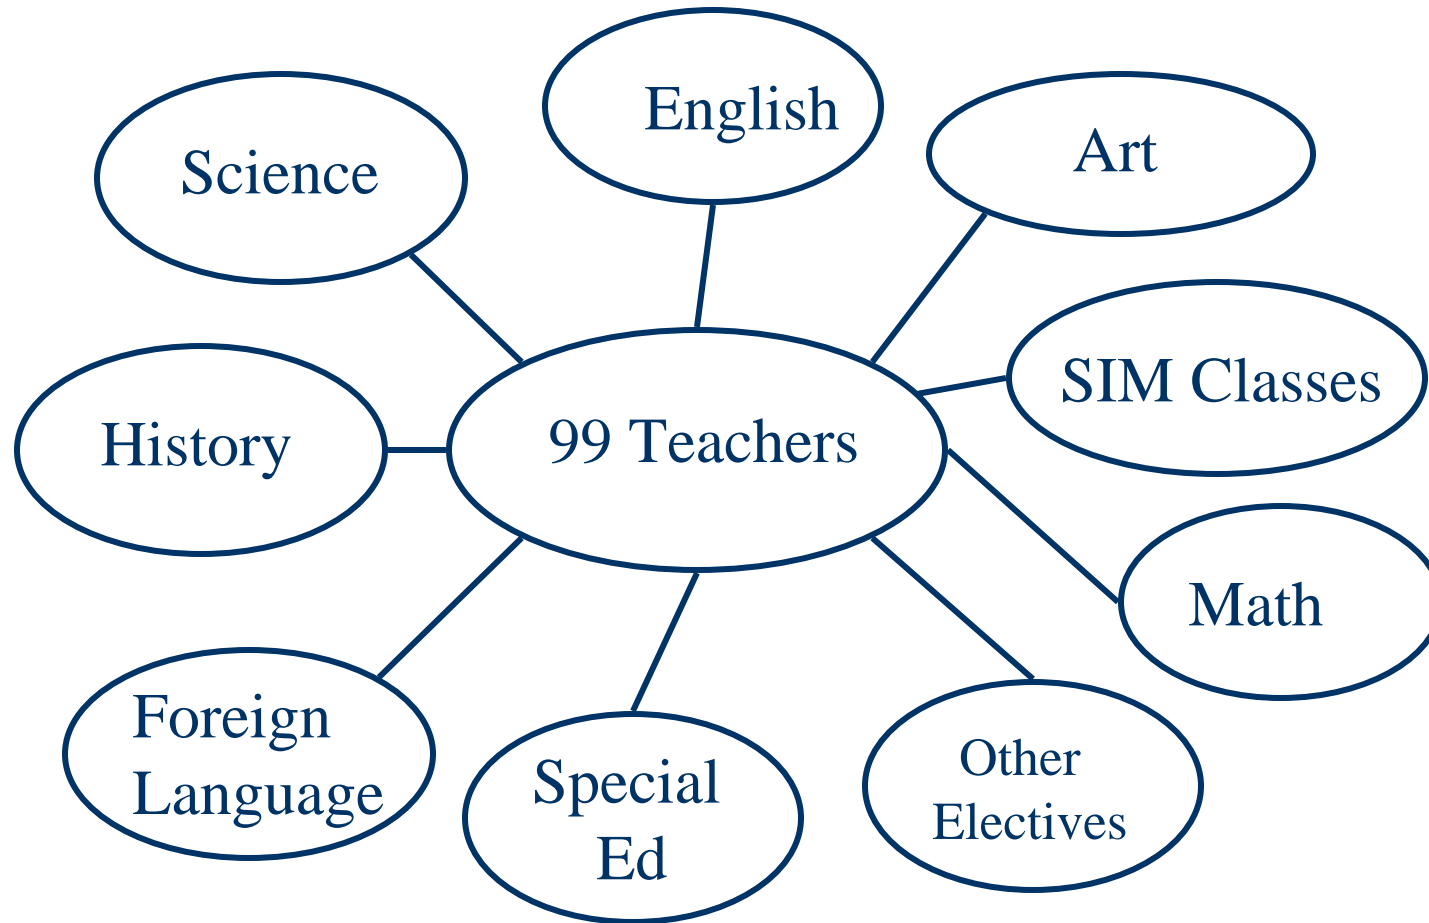 English
Art
Science
SIM Classes
99 Teachers
History
Math
Foreign
Language
Other
Electives
Special
Ed